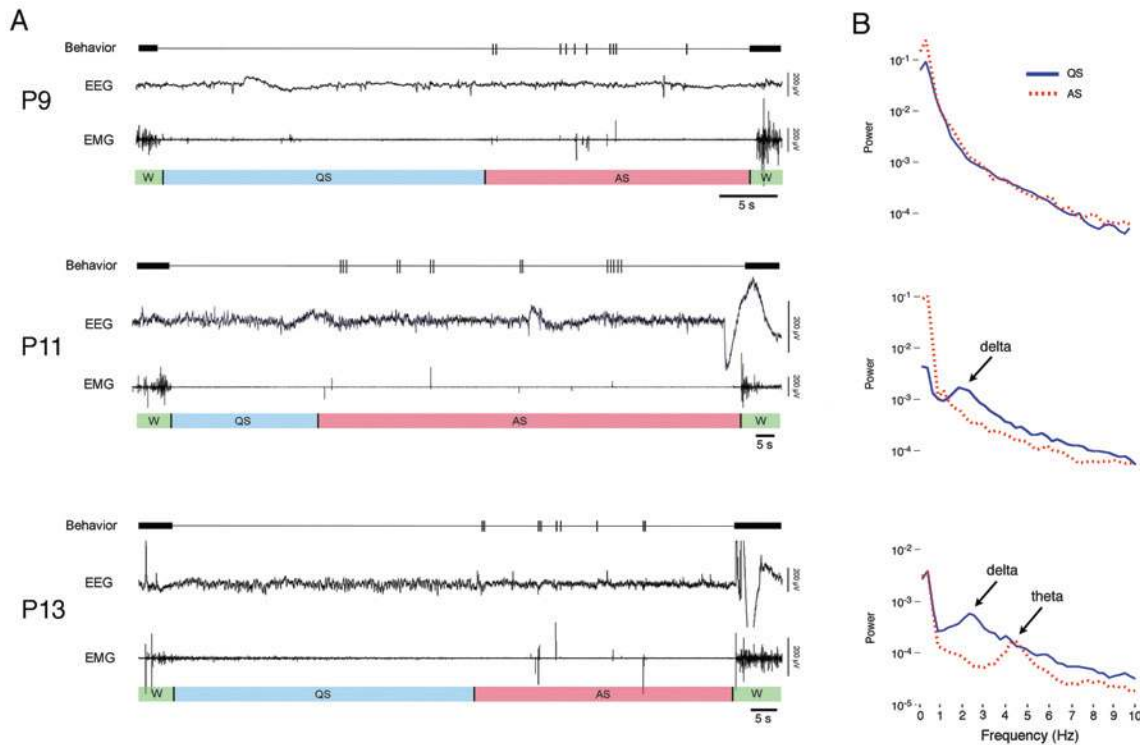 A
Behavior
P9
EEG
200 µV
EMG
200 µV
W QS AS W
5 s
Behavior
P11
EEG
200 µV
EMG
W QS AS W
5 s
Behavior
EEG
200 µV
P13
EMG
200 µV
W QS AS W
5 s
B
QS
AS
Power
10-1
10-2
10-3
10-4
Power
10-1
10-2
10-3
10-4
delta
Power
10-2
10-3
10-4
10-5
delta
theta
0 1 2 3 4 5 6 7 8 9 10
Frequency (Hz)